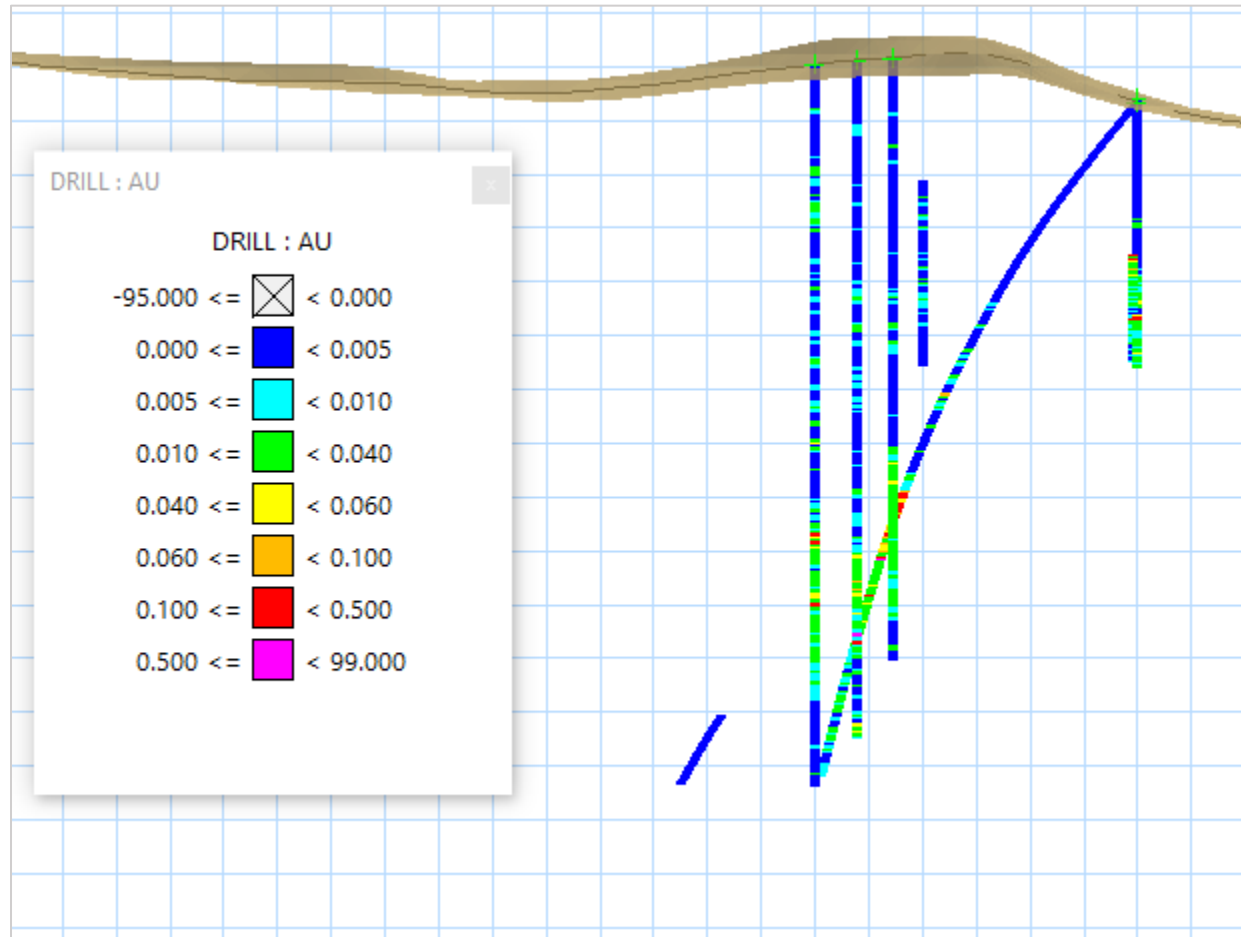 DRILL : AU
x
DRILL : AU
-95.000 <= < 0.000
0.000 <= < 0.005
0.005 <= < 0.010
0.010 <= < 0.040
0.040 <= < 0.060
0.060 <= < 0.100
0.100 <= < 0.500
0.500 <= < 99.000